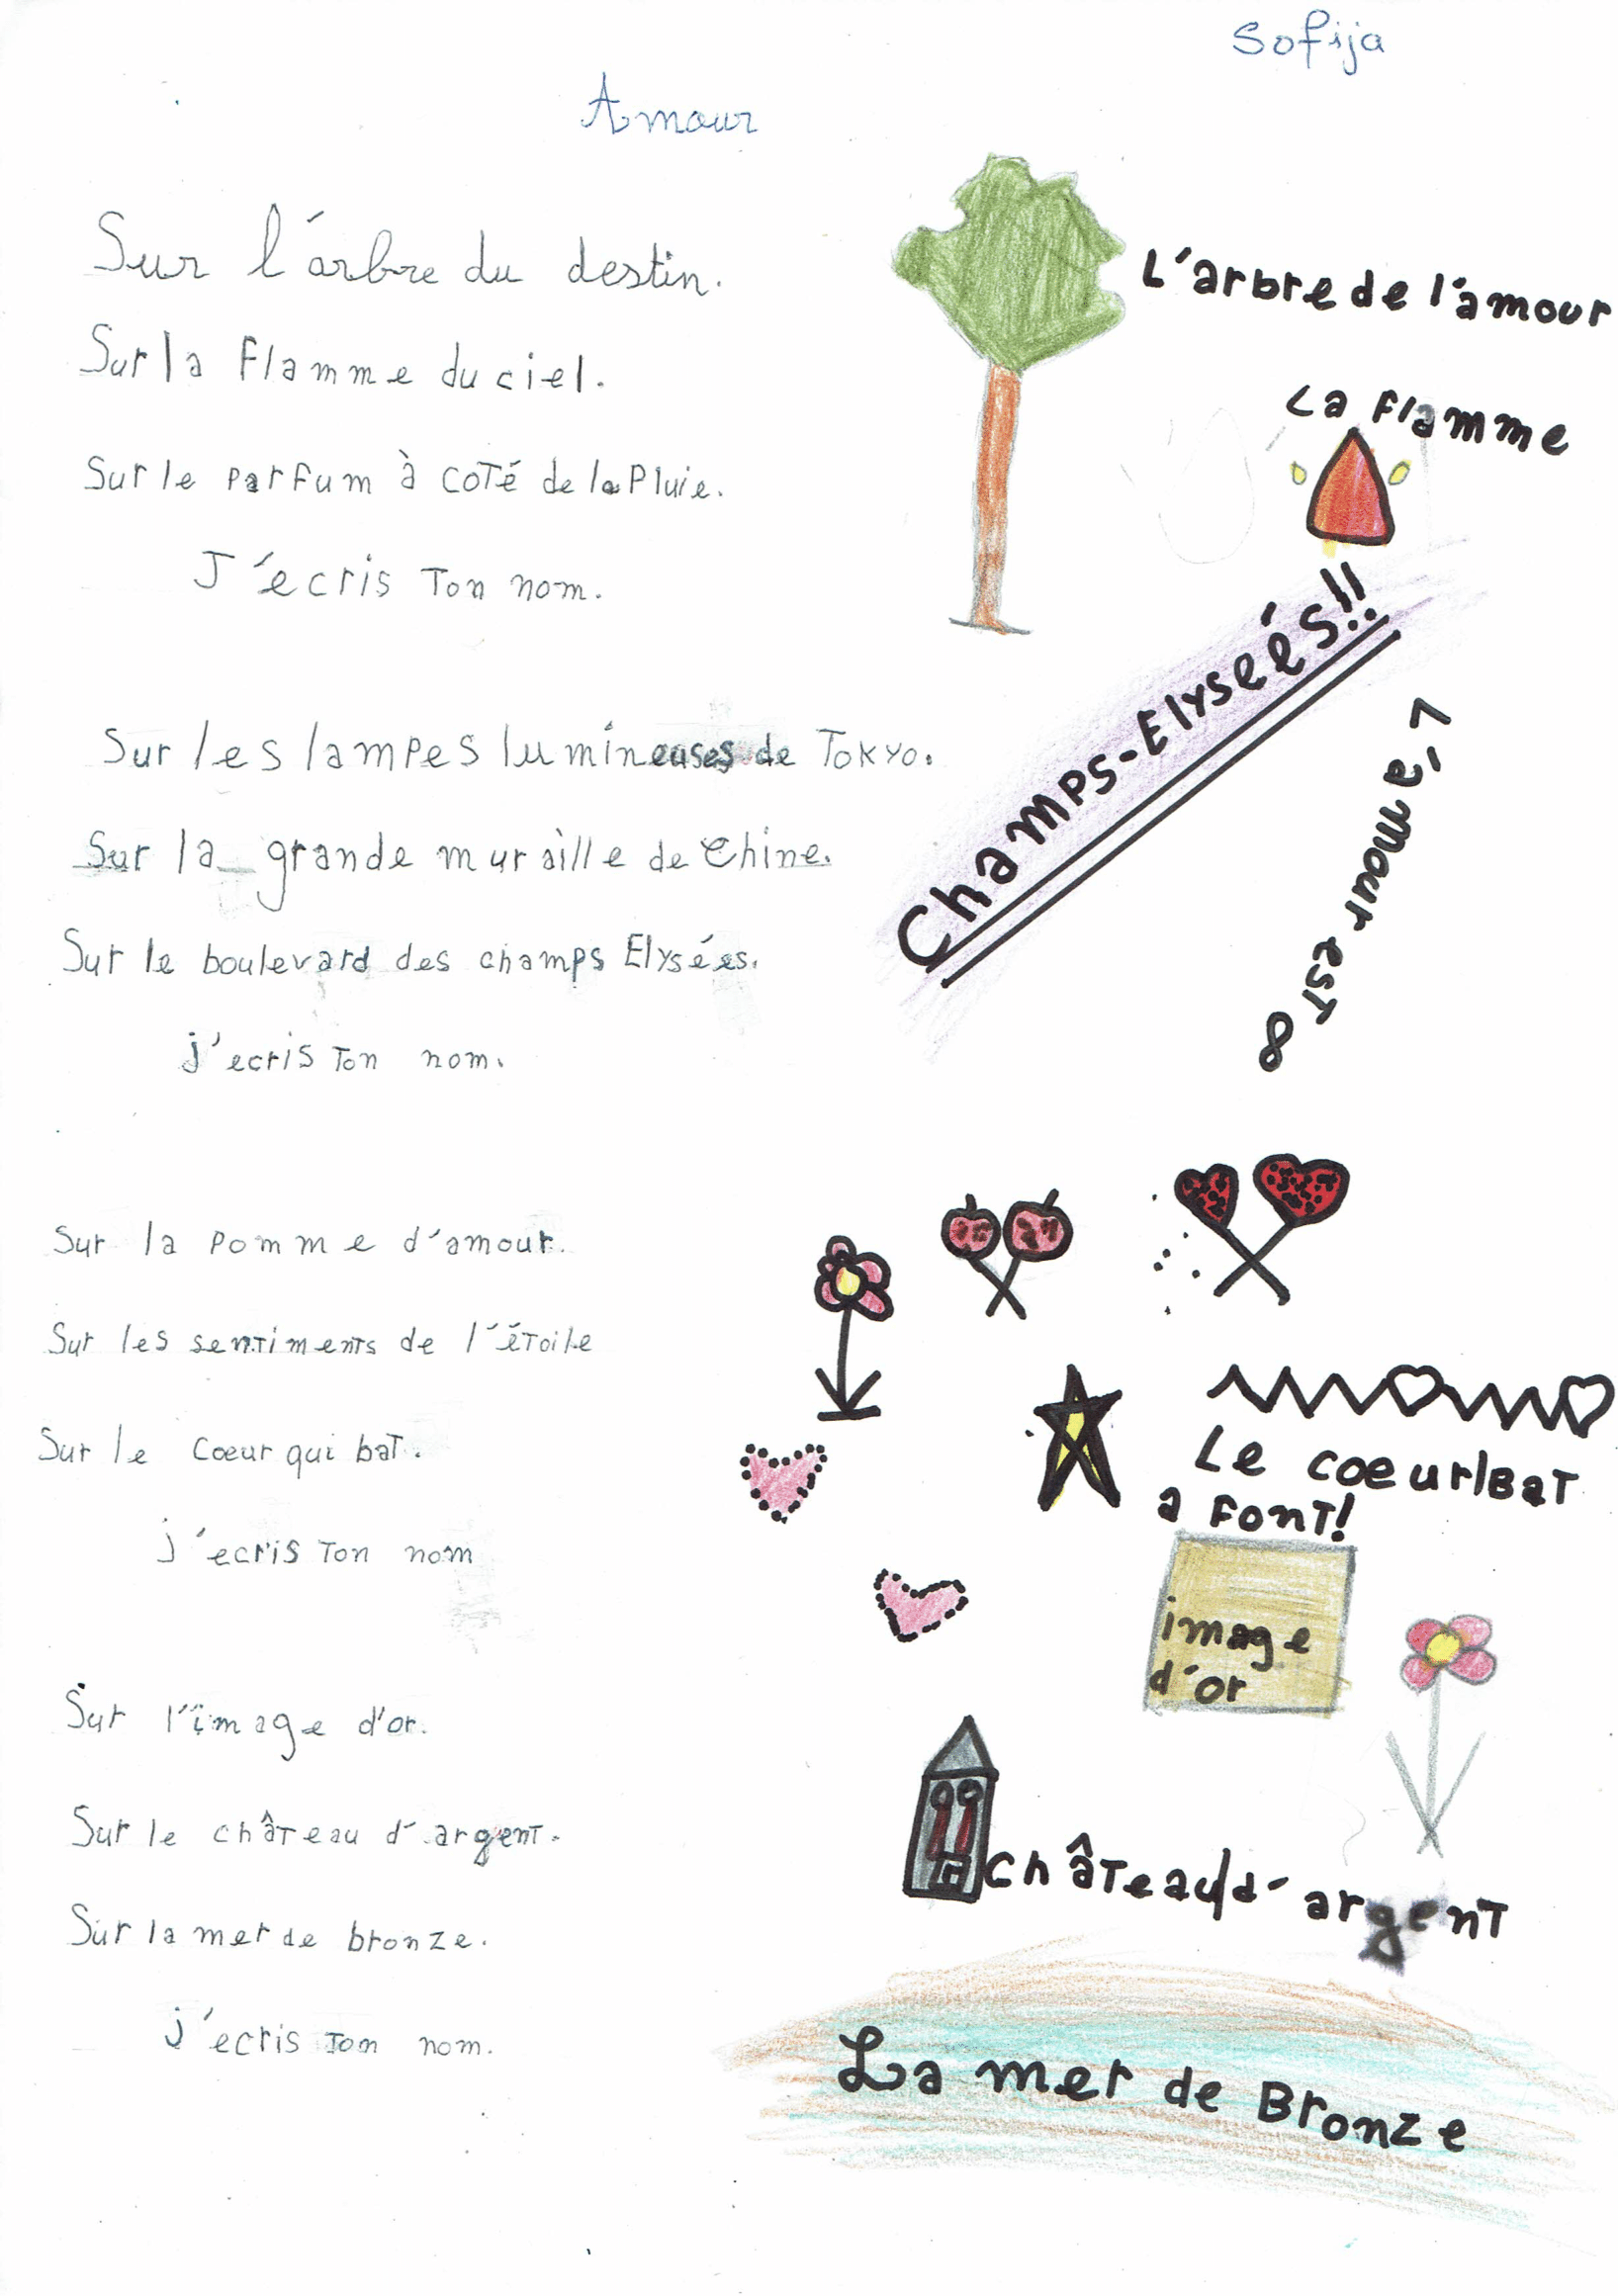 Sofija
Amour
Sur l'arbre du destin.
Sur la Flamme du ciel.
Sur le parfum à coté de la Pluie.
J'ecris Ton nom.
Sur les lampes lumineuses de Tokyo.
Sur la grande muraille de Chine.
Sur le boulevard des champs Elysées.
j'ecris Ton nom.
Sur la pomme d'amour.
Sur les sentiments de l'étoile
Sur le coeur qui bat.
j'ecris Ton nom
Sur l'image d'or.
Sur le château d'argent.
Sur la mer de bronze.
j'ecris Ton nom.
L'arbre de l'amour
La Flamme
Champs-Elyseés!!
L'amour est ∞
Le coeur/Bat
a Font!
image
d'or
Château/d'argent
La mer de Bronze